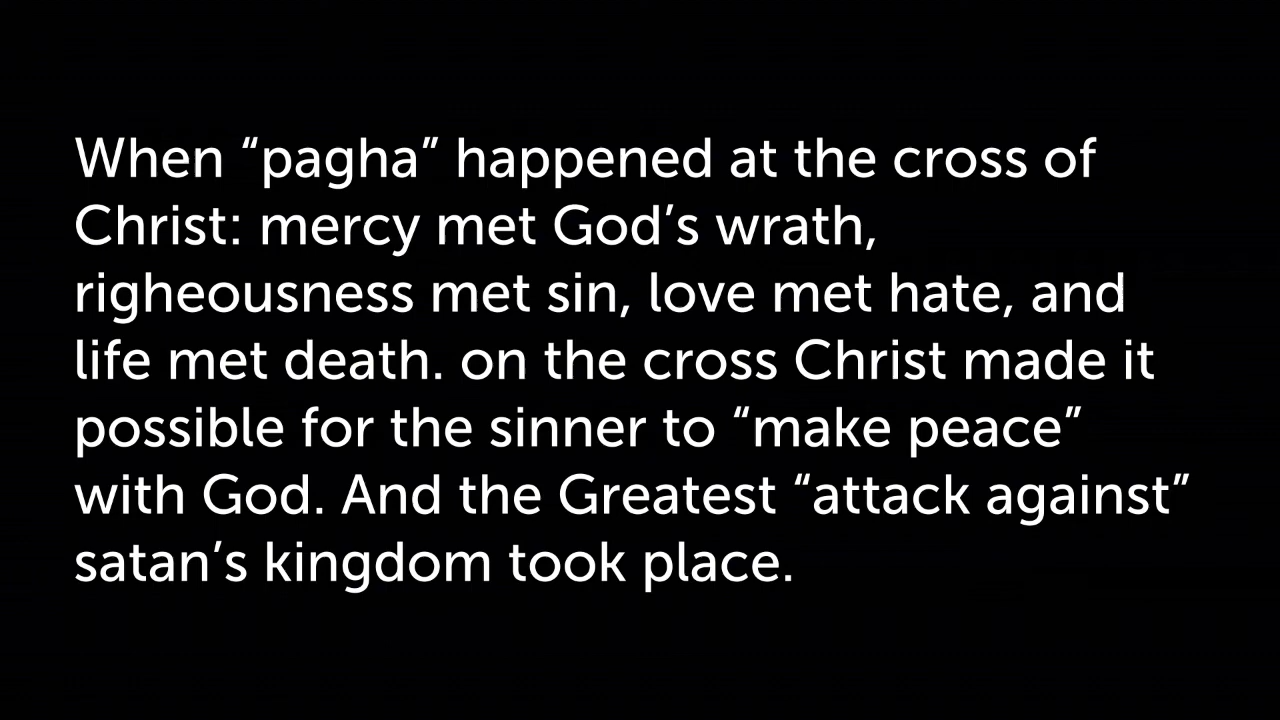 When “pagha” happened at the cross of
Christ: mercy met God’s wrath,
righeousness met sin, love met hate, and
life met death. on the cross Christ made it
possible for the sinner to “make peace”
with God. And the Greatest “attack against”
satan’s kingdom took place.